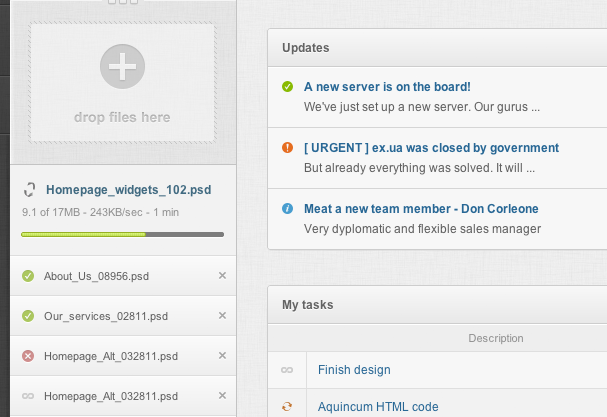 drop files here
Homepage_widgets_102.psd
9.1 of 17MB - 243KB/sec - 1 min
About_Us_08956.psd
Our_services_02811.psd
Homepage_Alt_032811.psd
Homepage_Alt_032811.psd
Updates
A new server is on the board!
We've just set up a new server. Our gurus ...
[ URGENT ] ex.ua was closed by government
But already everything was solved. It will ...
Meat a new team member - Don Corleone
Very dyplomatic and flexible sales manager
My tasks
Description
Finish design
Aquincum HTML code